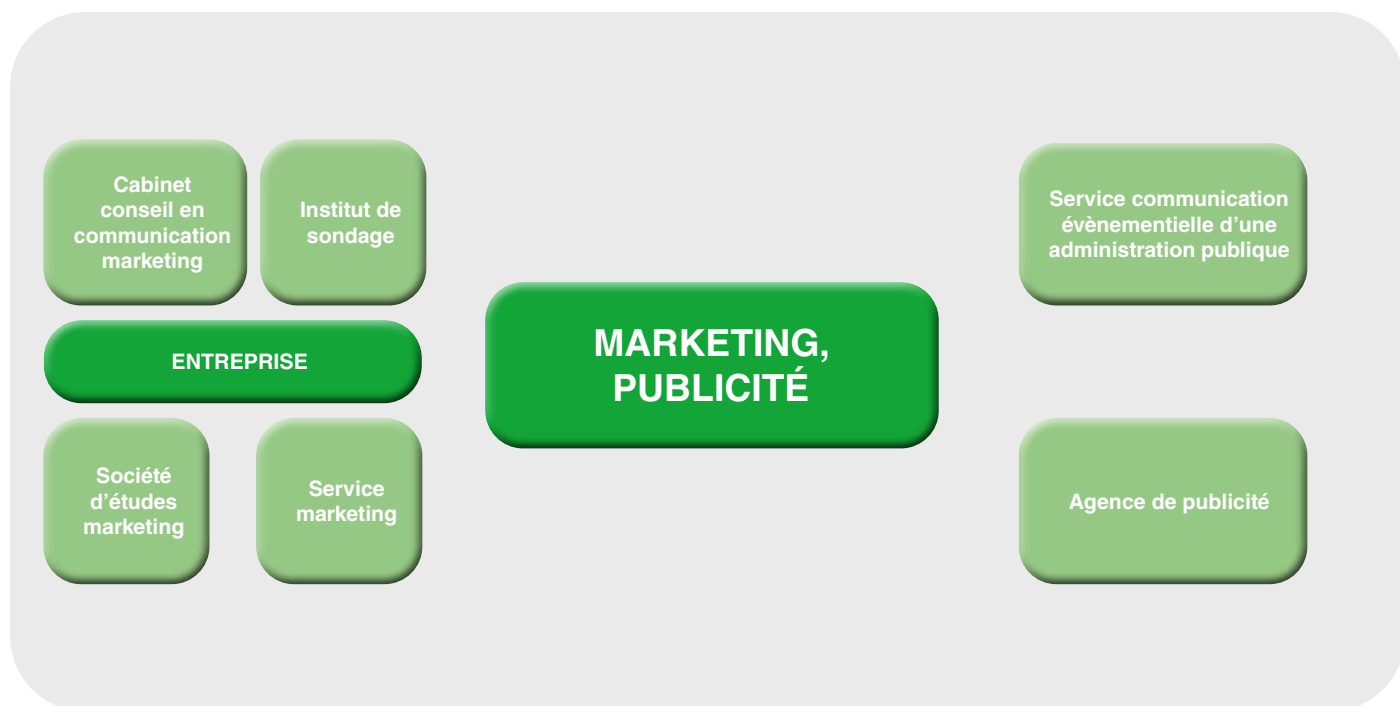 Cabinet
conseil en
communication
marketing
Institut de
sondage
ENTREPRISE
Société
d’études
marketing
Service
marketing
MARKETING,
PUBLICITÉ
Service communication
évènementielle d’une
administration publique
Agence de publicité